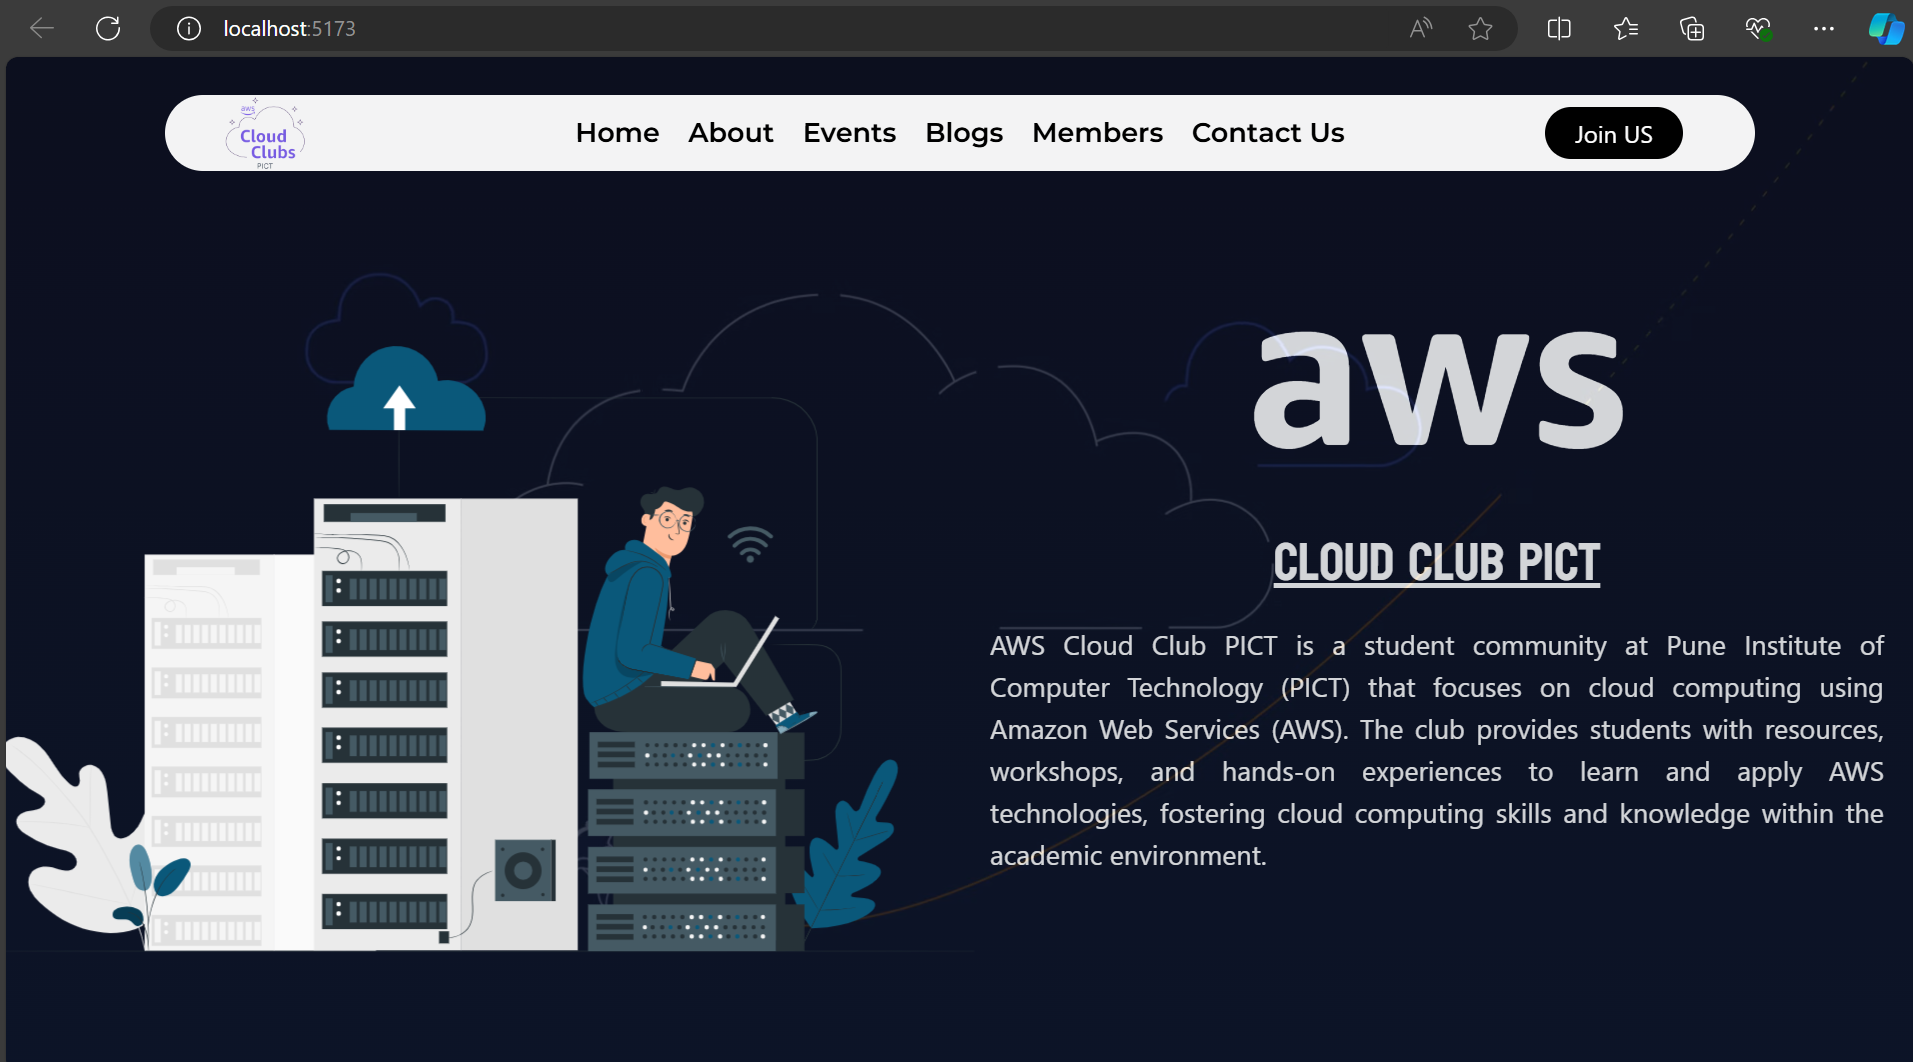 localhost:5173
aws
Cloud
Clubs
PICT
Home About Events Blogs Members Contact Us
Join US
aws
CLOUD CLUB PICT
AWS Cloud Club PICT is a student community at Pune Institute of
Computer Technology (PICT) that focuses on cloud computing using
Amazon Web Services (AWS). The club provides students with resources,
workshops, and hands-on experiences to learn and apply AWS
technologies, fostering cloud computing skills and knowledge within the
academic environment.